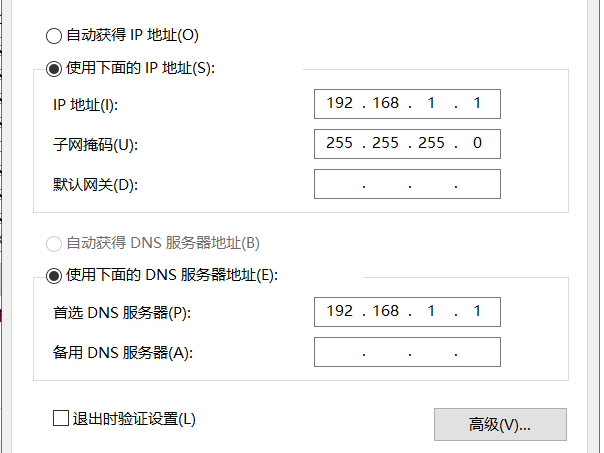 自动获得 IP 地址(O)
使用下面的 IP 地址(S):
IP 地址(I): 192 . 168 . 1 . 1
子网掩码(U): 255 . 255 . 255 . 0
默认网关(D): . . .
自动获得 DNS 服务器地址(B)
使用下面的 DNS 服务器地址(E):
首选 DNS 服务器(P): 192 . 168 . 1 . 1
备用 DNS 服务器(A): . . .
退出时验证设置(L)
高级(V)...